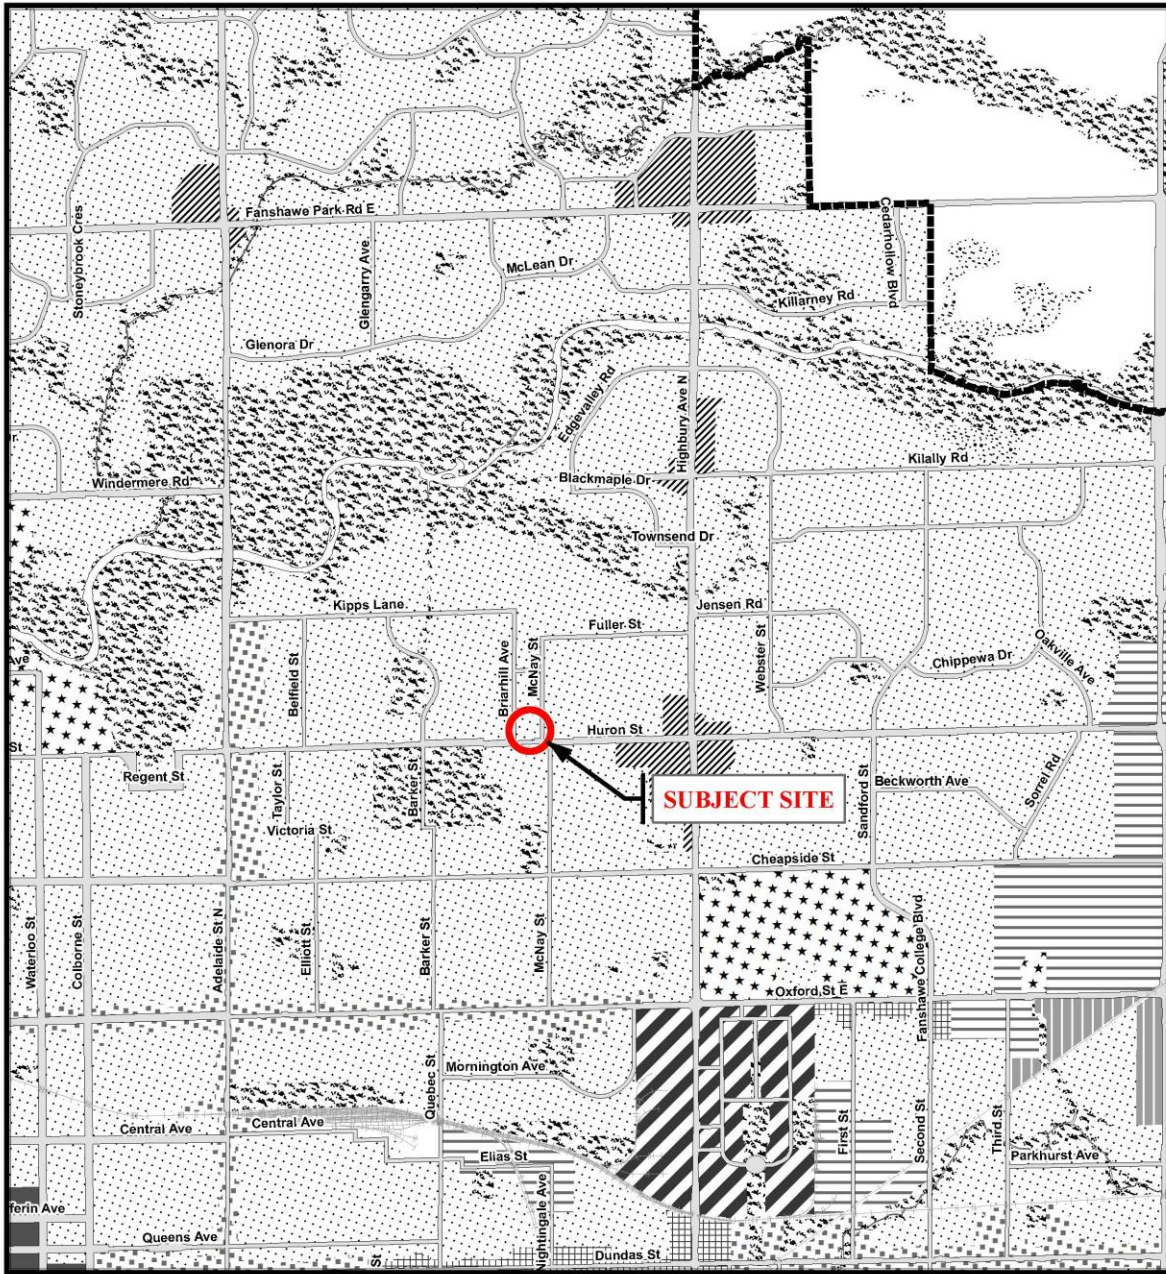 Fanshawe Park Rd E
Stoneybrook Cres
Glengarry Ave
McLean Dr
Cedarhollow Blvd
Killarney Rd
Glenora Dr
Edgevalley Rd
Highbury Ave N
Kilally Rd
Windermere Rd
Blackmaple Dr
Townsend Dr
Kipps Lane
Jensen Rd
Fuller St
Belfield St
Briarhill Ave
McNay St
Webster St
Chippewa Dr
Oakville Ave
Ave
St
Huron St
Regent St
Taylor St
Barker St
SUBJECT SITE
Sandford St
Beckworth Ave
Sorrel Rd
Victoria St
Cheapside St
Waterloo St
Colborne St
Adelaide St N
Elliott St
Barker St
McNay St
Fanshawe College Blvd
Oxford St E
Quebec St
Mornington Ave
Central Ave
Central Ave
Elias St
First St
Second St
Third St
Parkhurst Ave
ferin Ave
Queens Ave
St
Nightingale Ave
Dundas St